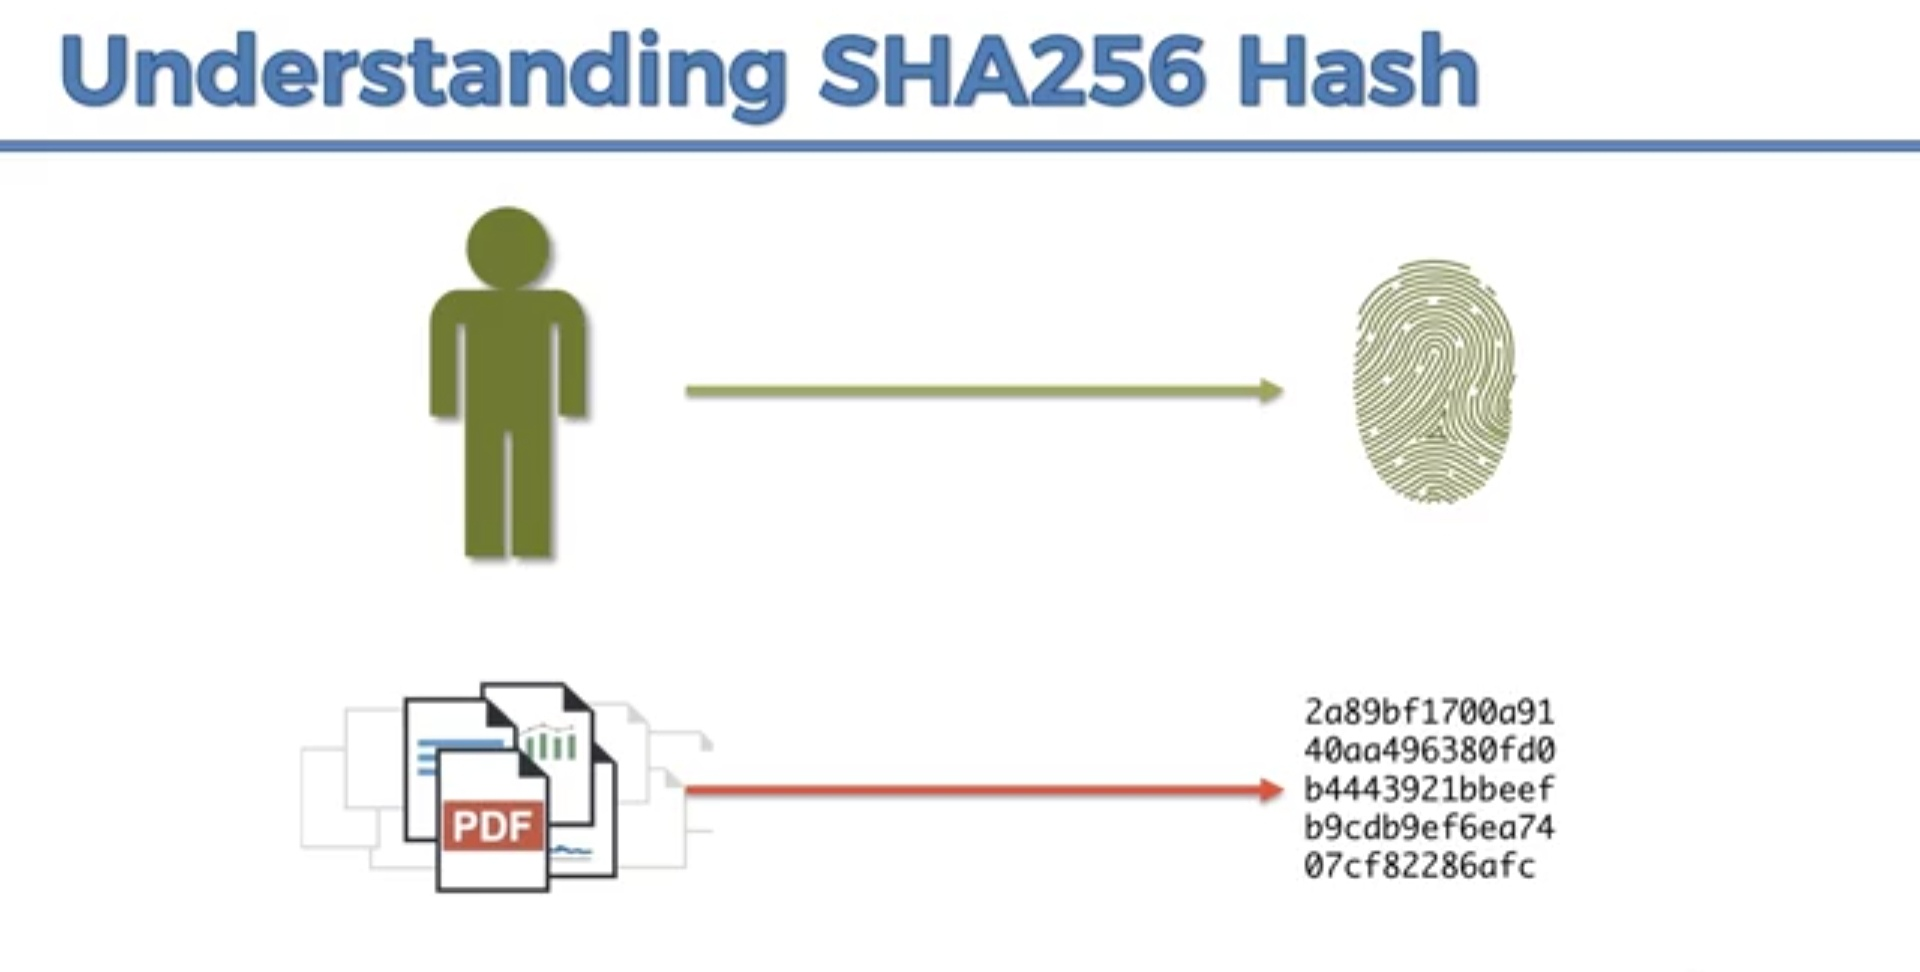 Understanding SHA256 Hash
PDF
2a89bf1700a91
40aa496380fd0
b4443921bbeef
b9cdb9ef6ea74
07cf82286afc